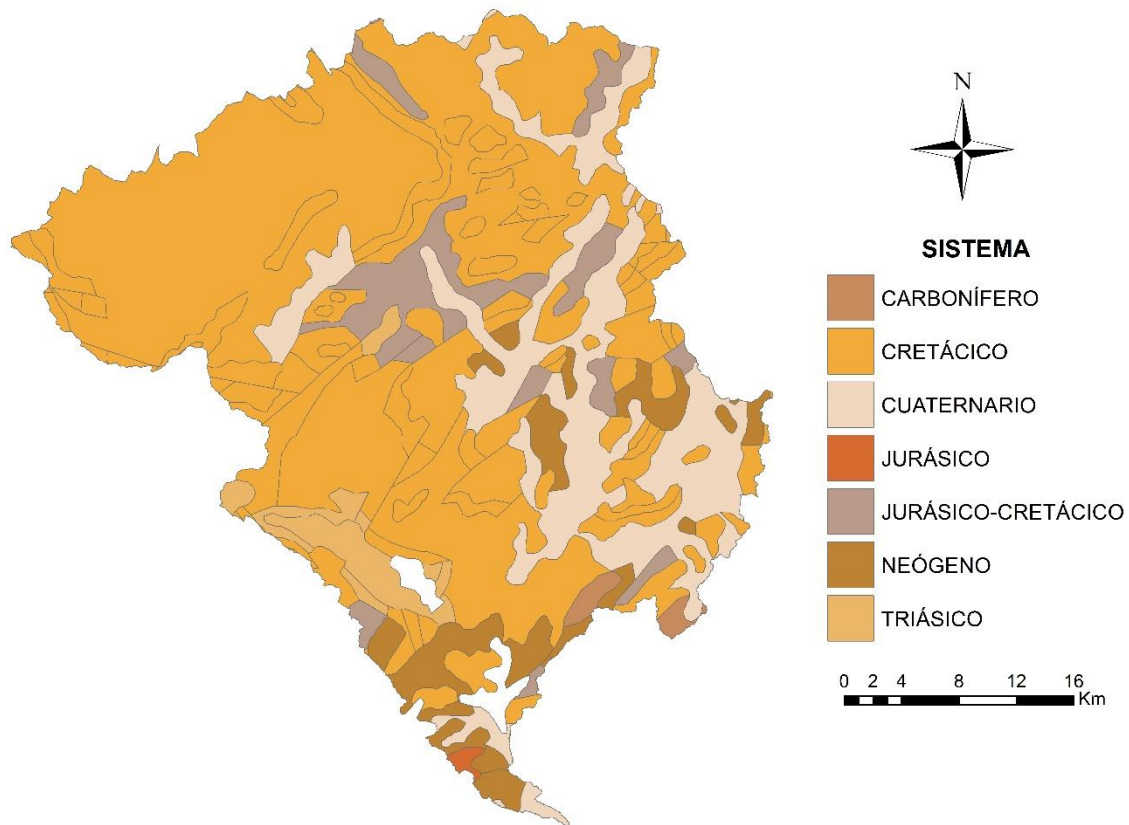 N
SISTEMA
CARBONÍFERO
CRETÁCICO
CUATERNARIO
JURÁSICO
JURÁSICO-CRETÁCICO
NEÓGENO
TRIÁSICO
0 2 4 8 12 16
Km